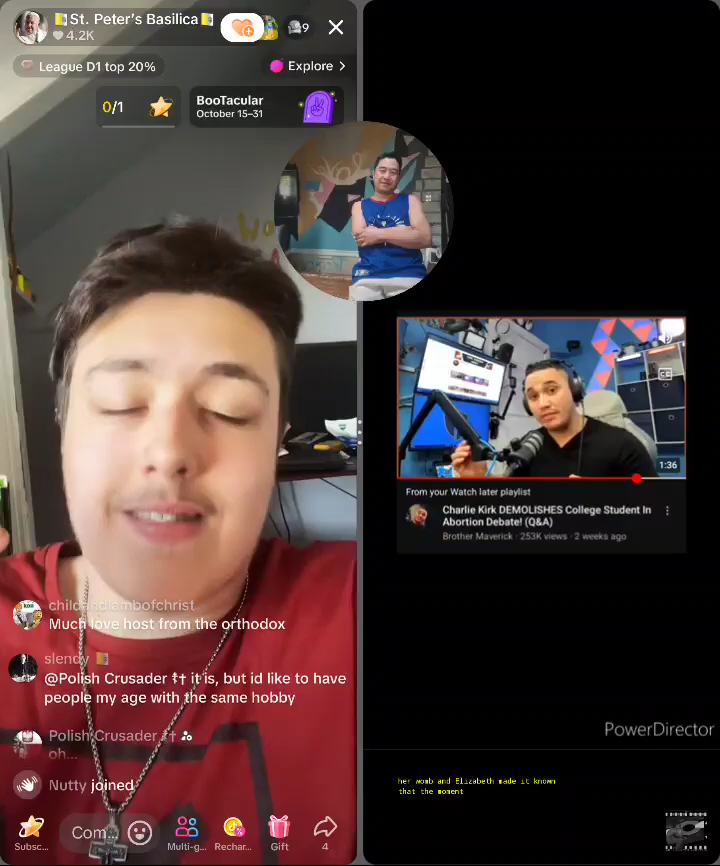 St. Peter's Basilica
4.2K
9
League D1 top 20%
Explore
0/1
BooTacular
October 15–31
CC
1:36
From your Watch later playlist
Charlie Kirk DEMOLISHES College Student In
Abortion Debate! (Q&A)
Brother Maverick · 253K views · 2 weeks ago
childandlambofchrist
Much love host from the orthodox
slendy
@Polish Crusader ☦† it is, but id like to have
people my age with the same hobby
Polish Crusader ☦†
oh...
Nutty joined
Com...
Subsc...
Multi-g...
Rechar...
Gift
4
PowerDirector
her womb and Elizabeth made it known
that the moment